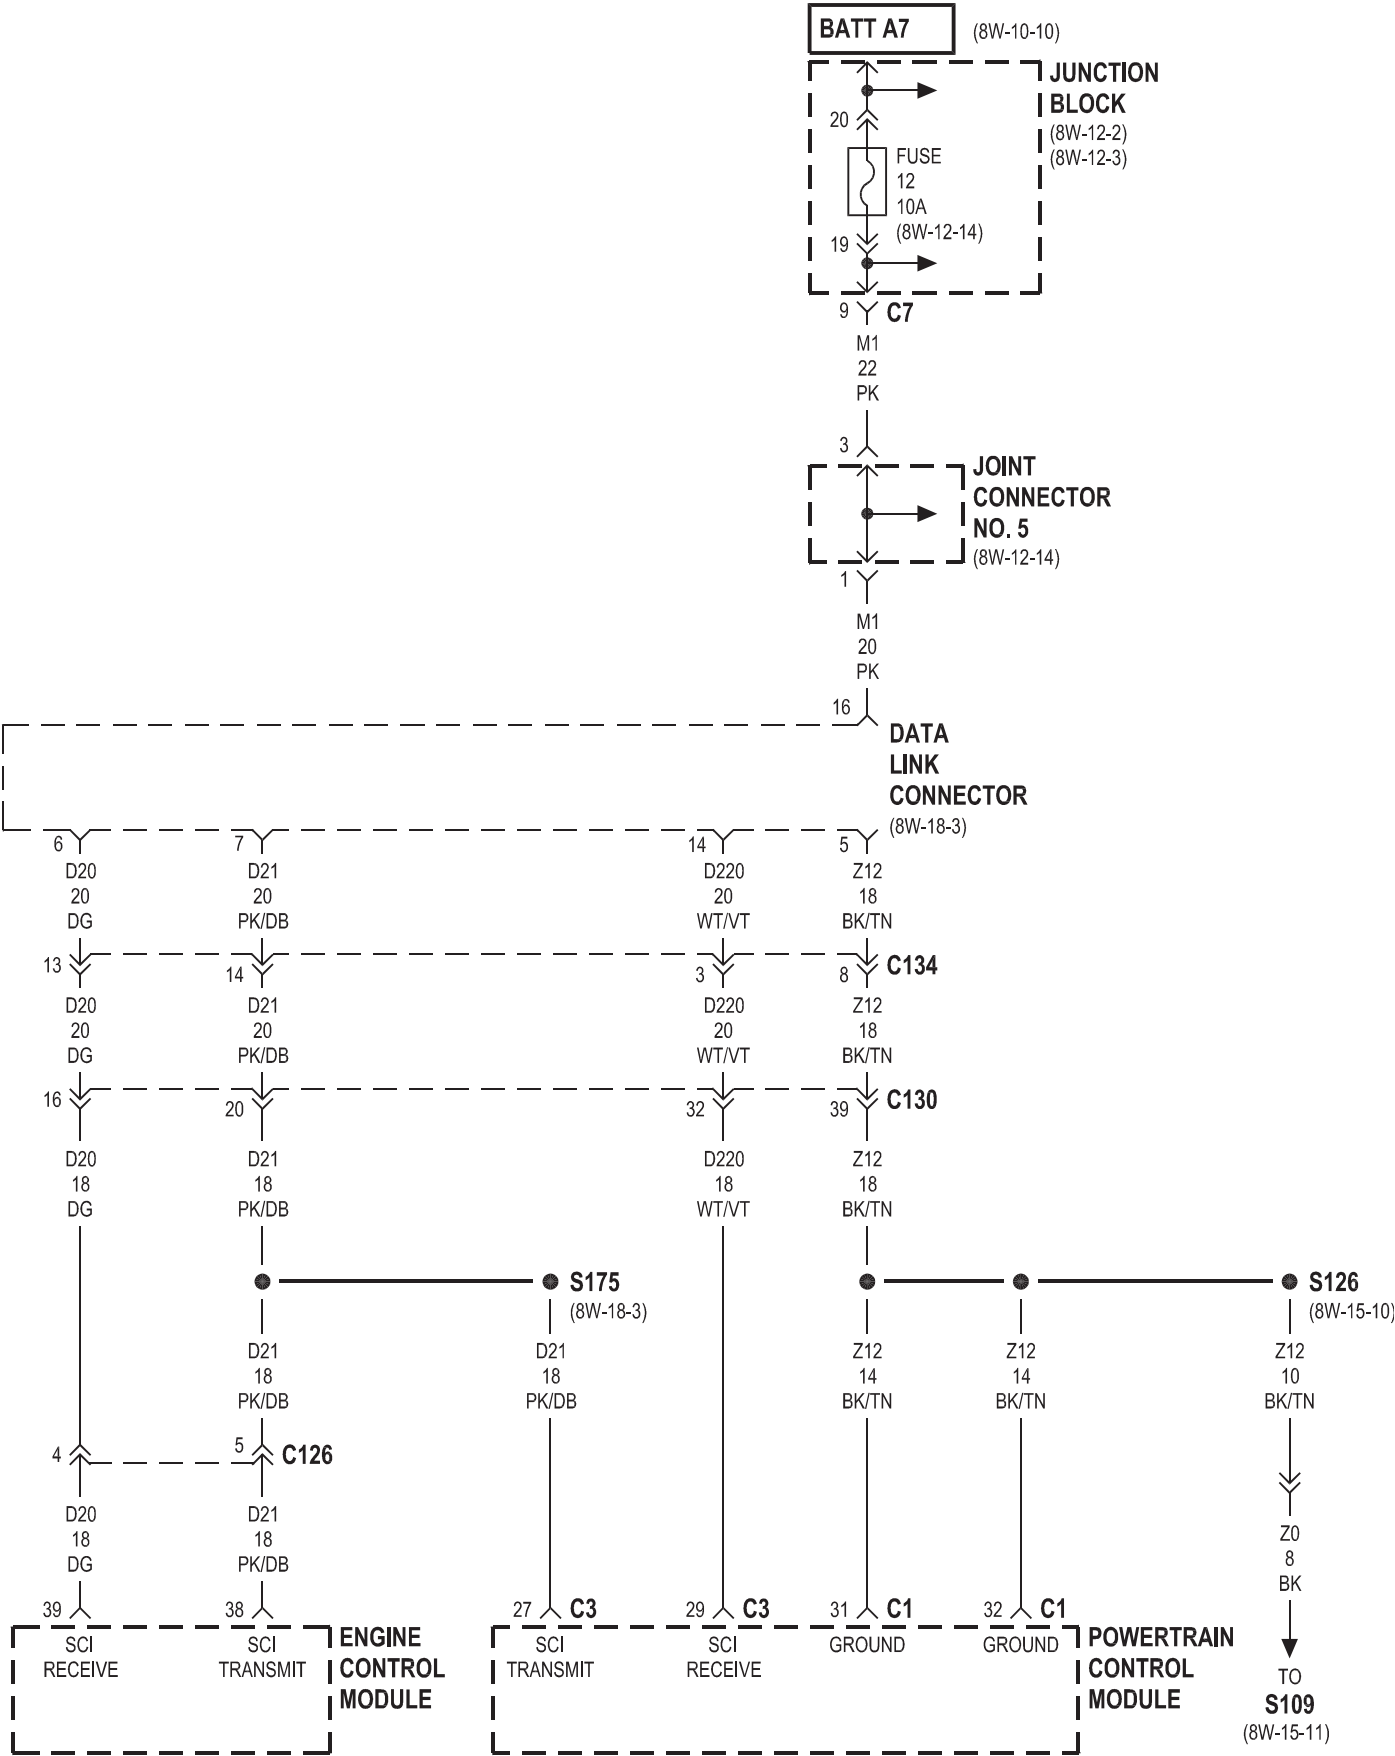 BATT A7 (8W-10-10)
JUNCTION
BLOCK
(8W-12-2)
(8W-12-3)
20
FUSE
12
10A
(8W-12-14)
19
9 C7
M1
22
PK
3
JOINT
CONNECTOR
NO. 5
(8W-12-14)
1
M1
20
PK
16
DATA
LINK
CONNECTOR
(8W-18-3)
6 7 14 5
D20 D21 D220 Z12
20 20 20 18
DG PK/DB WT/VT BK/TN
13 14 3 8 C134
D20 D21 D220 Z12
20 20 20 18
DG PK/DB WT/VT BK/TN
16 20 32 39 C130
D20 D21 D220 Z12
18 18 18 18
DG PK/DB WT/VT BK/TN
S175 S126
(8W-18-3) (8W-15-10)
D21 D21 Z12 Z12 Z12
18 18 14 14 10
PK/DB PK/DB BK/TN BK/TN BK/TN
4 5 C126
D20 D21 Z0
18 18 8
DG PK/DB BK
39 38 27 C3 29 C3 31 C1 32 C1
SCI SCI SCI SCI GROUND GROUND
RECEIVE TRANSMIT TRANSMIT RECEIVE
ENGINE
CONTROL
MODULE
POWERTRAIN
CONTROL
MODULE
TO
S109
(8W-15-11)